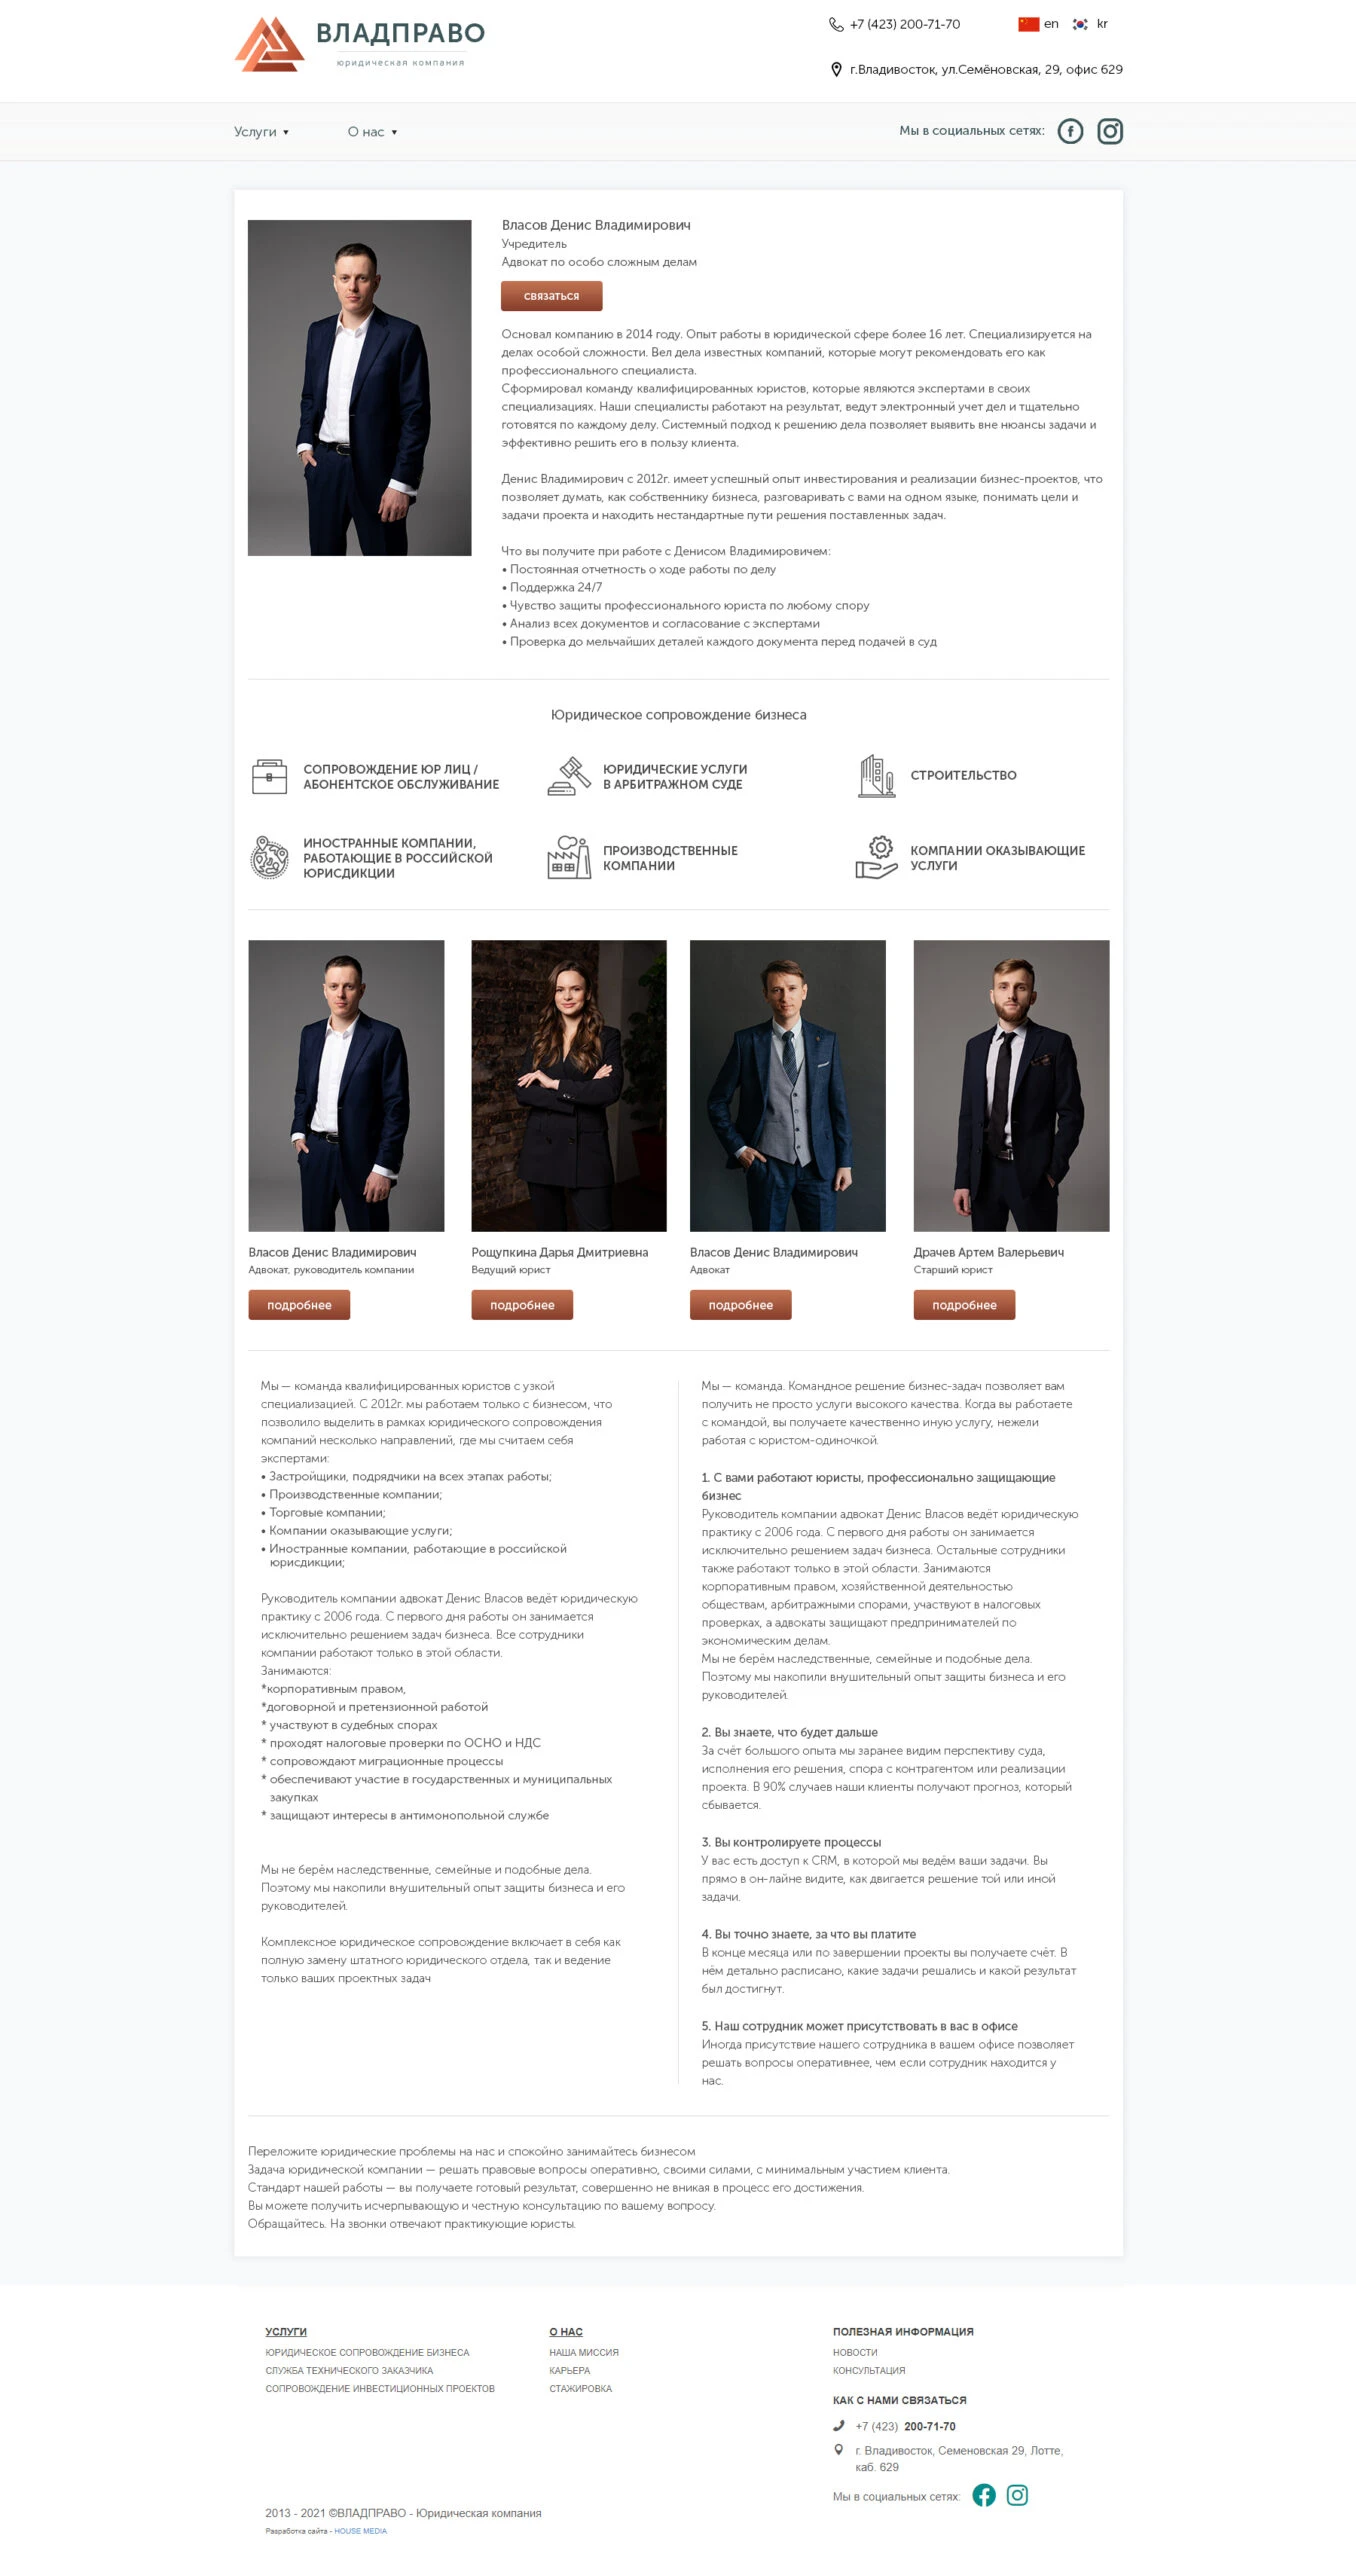 ВЛАДПРАВО
юридическая компания
+7 (423) 200-71-70
en
kr
г.Владивосток, ул.Семёновская, 29, офис 629
Услуги
О нас
Мы в социальных сетях:
Власов Денис Владимирович
Учредитель
Адвокат по особо сложным делам
связаться
Основал компанию в 2014 году. Опыт работы в юридической сфере более 16 лет. Специализируется на
делах особой сложности. Вел дела известных компаний, которые могут рекомендовать его как
профессионального специалиста.
Сформировал команду квалифицированных юристов, которые являются экспертами в своих
специализациях. Наши специалисты работают на результат, ведут электронный учет дел и тщательно
готовятся по каждому делу. Системный подход к решению дела позволяет выявить вне нюансы задачи и
эффективно решить его в пользу клиента.
Денис Владимирович с 2012г. имеет успешный опыт инвестирования и реализации бизнес-проектов, что
позволяет думать, как собственнику бизнеса, разговаривать с вами на одном языке, понимать цели и
задачи проекта и находить нестандартные пути решения поставленных задач.
Что вы получите при работе с Денисом Владимировичем:
• Постоянная отчетность о ходе работы по делу
• Поддержка 24/7
• Чувство защиты профессионального юриста по любому спору
• Анализ всех документов и согласование с экспертами
• Проверка до мельчайших деталей каждого документа перед подачей в суд
Юридическое сопровождение бизнеса
СОПРОВОЖДЕНИЕ ЮР ЛИЦ /
АБОНЕНТСКОЕ ОБСЛУЖИВАНИЕ
ЮРИДИЧЕСКИЕ УСЛУГИ
В АРБИТРАЖНОМ СУДЕ
СТРОИТЕЛЬСТВО
ИНОСТРАННЫЕ КОМПАНИИ,
РАБОТАЮЩИЕ В РОССИЙСКОЙ
ЮРИСДИКЦИИ
ПРОИЗВОДСТВЕННЫЕ
КОМПАНИИ
КОМПАНИИ ОКАЗЫВАЮЩИЕ
УСЛУГИ
Власов Денис Владимирович
Адвокат, руководитель компании
подробнее
Рощупкина Дарья Дмитриевна
Ведущий юрист
подробнее
Власов Денис Владимирович
Адвокат
подробнее
Драчев Артем Валерьевич
Старший юрист
подробнее
Мы — команда квалифицированных юристов с узкой
специализацией. С 2012г. мы работаем только с бизнесом, что
позволило выделить в рамках юридического сопровождения
компаний несколько направлений, где мы считаем себя
экспертами:
• Застройщики, подрядчики на всех этапах работы;
• Производственные компании;
• Торговые компании;
• Компании оказывающие услуги;
• Иностранные компании, работающие в российской
юрисдикции;
Руководитель компании адвокат Денис Власов ведёт юридическую
практику с 2006 года. С первого дня работы он занимается
исключительно решением задач бизнеса. Все сотрудники
компании работают только в этой области.
Занимаются:
*корпоративным правом,
*договорной и претензионной работой
* участвуют в судебных спорах
* проходят налоговые проверки по ОСНО и НДС
* сопровождают миграционные процессы
* обеспечивают участие в государственных и муниципальных
закупках
* защищают интересы в антимонопольной службе
Мы не берём наследственные, семейные и подобные дела.
Поэтому мы накопили внушительный опыт защиты бизнеса и его
руководителей.
Комплексное юридическое сопровождение включает в себя как
полную замену штатного юридического отдела, так и ведение
только ваших проектных задач
Мы — команда. Командное решение бизнес-задач позволяет вам
получить не просто услуги высокого качества. Когда вы работаете
с командой, вы получаете качественно иную услугу, нежели
работая с юристом-одиночкой.
1. С вами работают юристы, профессионально защищающие
бизнес
Руководитель компании адвокат Денис Власов ведёт юридическую
практику с 2006 года. С первого дня работы он занимается
исключительно решением задач бизнеса. Остальные сотрудники
также работают только в этой области. Занимаются
корпоративным правом, хозяйственной деятельностью
обществам, арбитражными спорами, участвуют в налоговых
проверках, а адвокаты защищают предпринимателей по
экономическим делам.
Мы не берём наследственные, семейные и подобные дела.
Поэтому мы накопили внушительный опыт защиты бизнеса и его
руководителей.
2. Вы знаете, что будет дальше
За счёт большого опыта мы заранее видим перспективу суда,
исполнения его решения, спора с контрагентом или реализации
проекта. В 90% случаев наши клиенты получают прогноз, который
сбывается.
3. Вы контролируете процессы
У вас есть доступ к CRM, в которой мы ведём ваши задачи. Вы
прямо в он-лайне видите, как двигается решение той или иной
задачи.
4. Вы точно знаете, за что вы платите
В конце месяца или по завершении проекты вы получаете счёт. В
нём детально расписано, какие задачи решались и какой результат
был достигнут.
5. Наш сотрудник может присутствовать в вас в офисе
Иногда присутствие нашего сотрудника в вашем офисе позволяет
решать вопросы оперативнее, чем если сотрудник находится у
нас.
Переложите юридические проблемы на нас и спокойно занимайтесь бизнесом
Задача юридической компании — решать правовые вопросы оперативно, своими силами, с минимальным участием клиента.
Стандарт нашей работы — вы получаете готовый результат, совершенно не вникая в процесс его достижения.
Вы можете получить исчерпывающую и честную консультацию по вашему вопросу.
Обращайтесь. На звонки отвечают практикующие юристы.
УСЛУГИ
ЮРИДИЧЕСКОЕ СОПРОВОЖДЕНИЕ БИЗНЕСА
СЛУЖБА ТЕХНИЧЕСКОГО ЗАКАЗЧИКА
СОПРОВОЖДЕНИЕ ИНВЕСТИЦИОННЫХ ПРОЕКТОВ
О НАС
НАША МИССИЯ
КАРЬЕРА
СТАЖИРОВКА
ПОЛЕЗНАЯ ИНФОРМАЦИЯ
НОВОСТИ
КОНСУЛЬТАЦИЯ
КАК С НАМИ СВЯЗАТЬСЯ
+7 (423) 200-71-70
г. Владивосток, Семеновская 29, Лотте,
каб. 629
Мы в социальных сетях:
2013 - 2021 ©ВЛАДПРАВО - Юридическая компания
Разработка сайта - HOUSE MEDIA